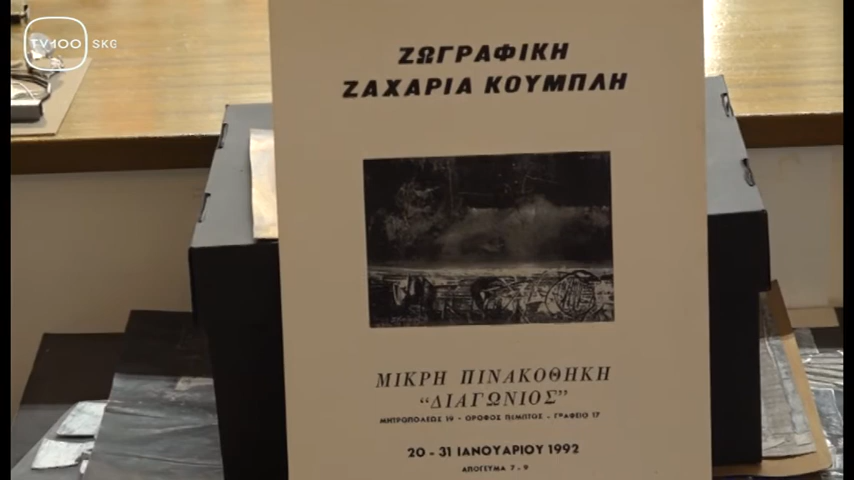 TV100 SKG
ΖΩΓΡΑΦΙΚΗ
ΖΑΧΑΡΙΑ ΚΟΥΜΠΛΗ
ΜΙΚΡΗ ΠΙΝΑΚΟΘΗΚΗ
“ΔΙΑΓΩΝΙΟΣ”
ΜΗΤΡΟΠΟΛΕΩΣ 19 - ΟΡΟΦΟΣ ΠΕΜΠΤΟΣ - ΓΡΑΦΕΙΟ 17
20 - 31 ΙΑΝΟΥΑΡΙΟΥ 1992
ΑΠΟΓΕΥΜΑ 7 - 9